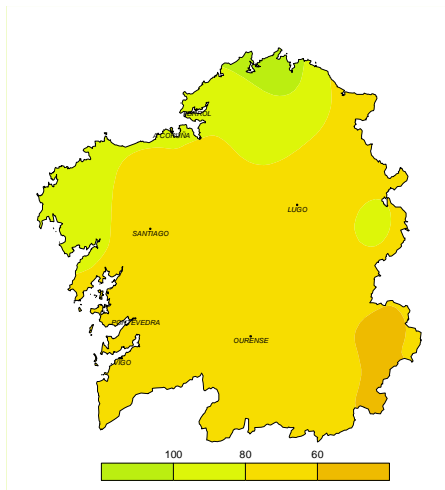 FERROL
A CORUÑA
LUGO
SANTIAGO
PONTEVEDRA
OURENSE
VIGO
100 80 60